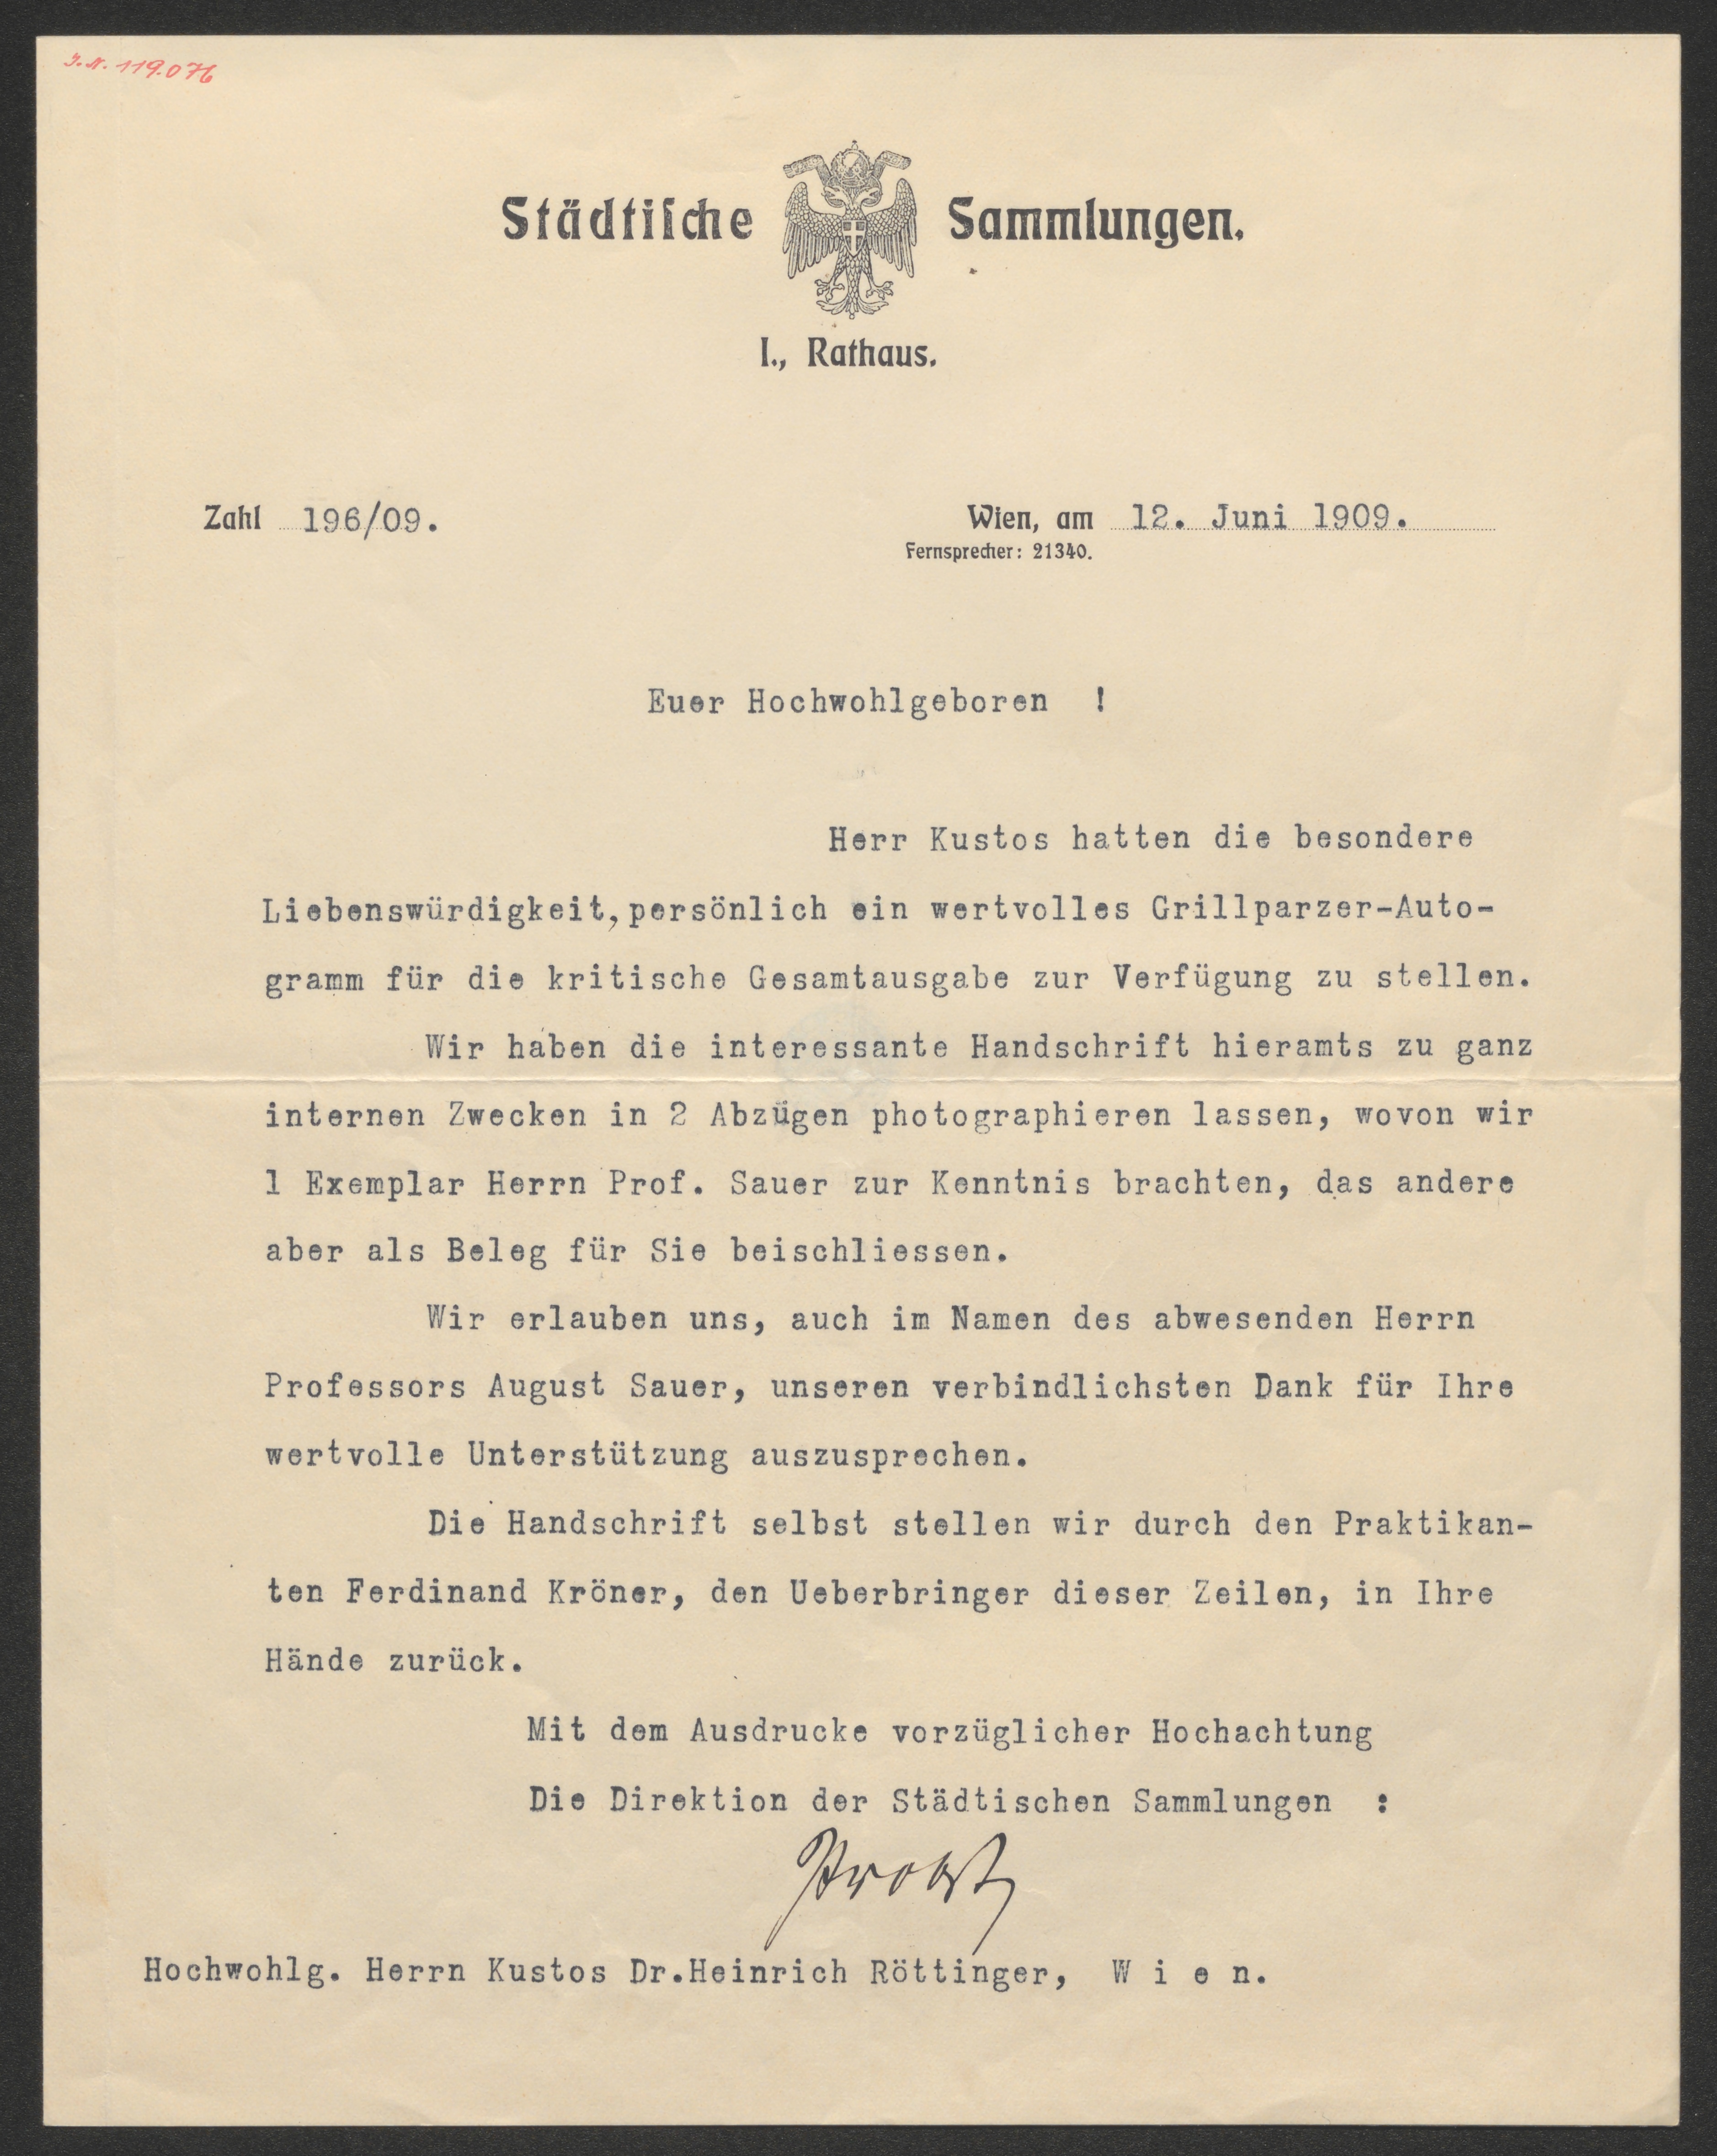 J. N. 119.076
Städtiſche Sammlungen.
I., Rathaus.
Zahl 196/09.
Wien, am 12. Juni 1909.
Fernsprecher: 21340.
Euer Hochwohlgeboren !
Herr Kustos hatten die besondere
Liebenswürdigkeit, persönlich ein wertvolles Grillparzer-Auto-
gramm für die kritische Gesamtausgabe zur Verfügung zu stellen.
Wir haben die interessante Handschrift hieramts zu ganz
internen Zwecken in 2 Abzügen photographieren lassen, wovon wir
1 Exemplar Herrn Prof. Sauer zur Kenntnis brachten, das andere
aber als Beleg für Sie beischliessen.
Wir erlauben uns, auch im Namen des abwesenden Herrn
Professors August Sauer, unseren verbindlichsten Dank für Ihre
wertvolle Unterstützung auszusprechen.
Die Handschrift selbst stellen wir durch den Praktikan-
ten Ferdinand Kröner, den Ueberbringer dieser Zeilen, in Ihre
Hände zurück.
Mit dem Ausdrucke vorzüglicher Hochachtung
Die Direktion der Städtischen Sammlungen :
Probst
Hochwohlg. Herrn Kustos Dr.Heinrich Röttinger, W i e n.